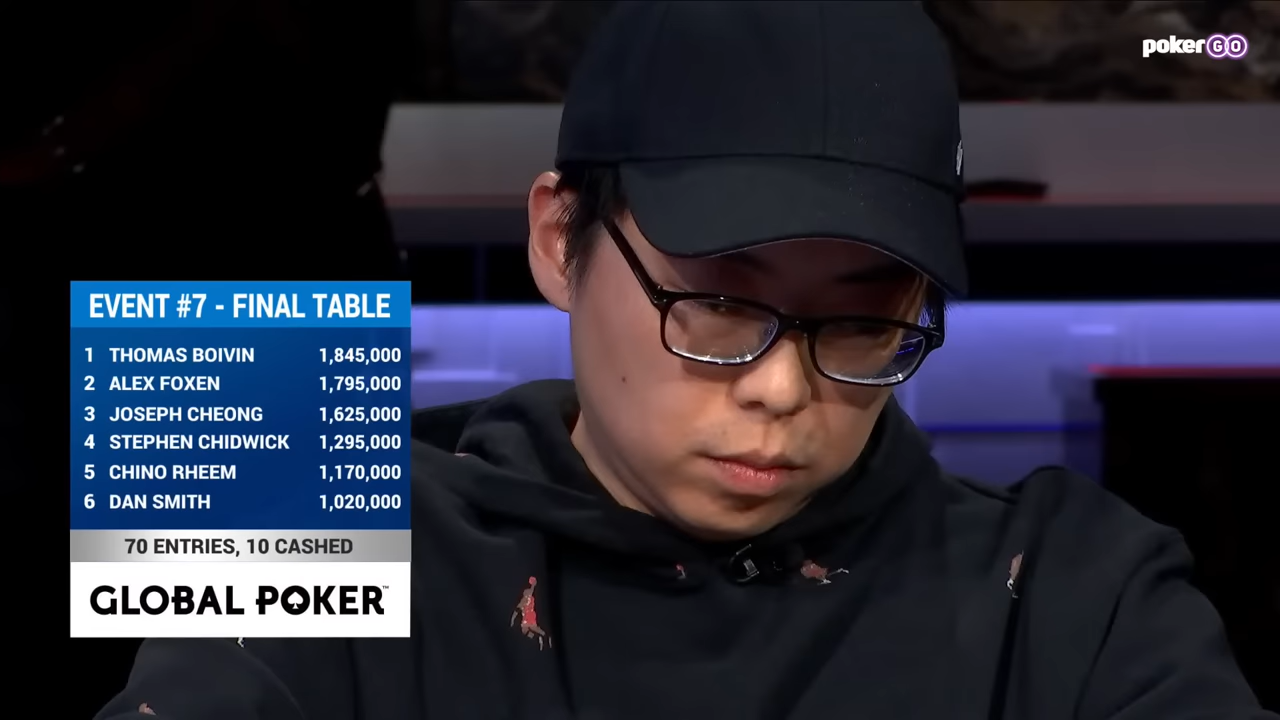 pokerGO
EVENT #7 - FINAL TABLE
1 THOMAS BOIVIN 1,845,000
2 ALEX FOXEN 1,795,000
3 JOSEPH CHEONG 1,625,000
4 STEPHEN CHIDWICK 1,295,000
5 CHINO RHEEM 1,170,000
6 DAN SMITH 1,020,000
70 ENTRIES, 10 CASHED
GLOBAL POKER™